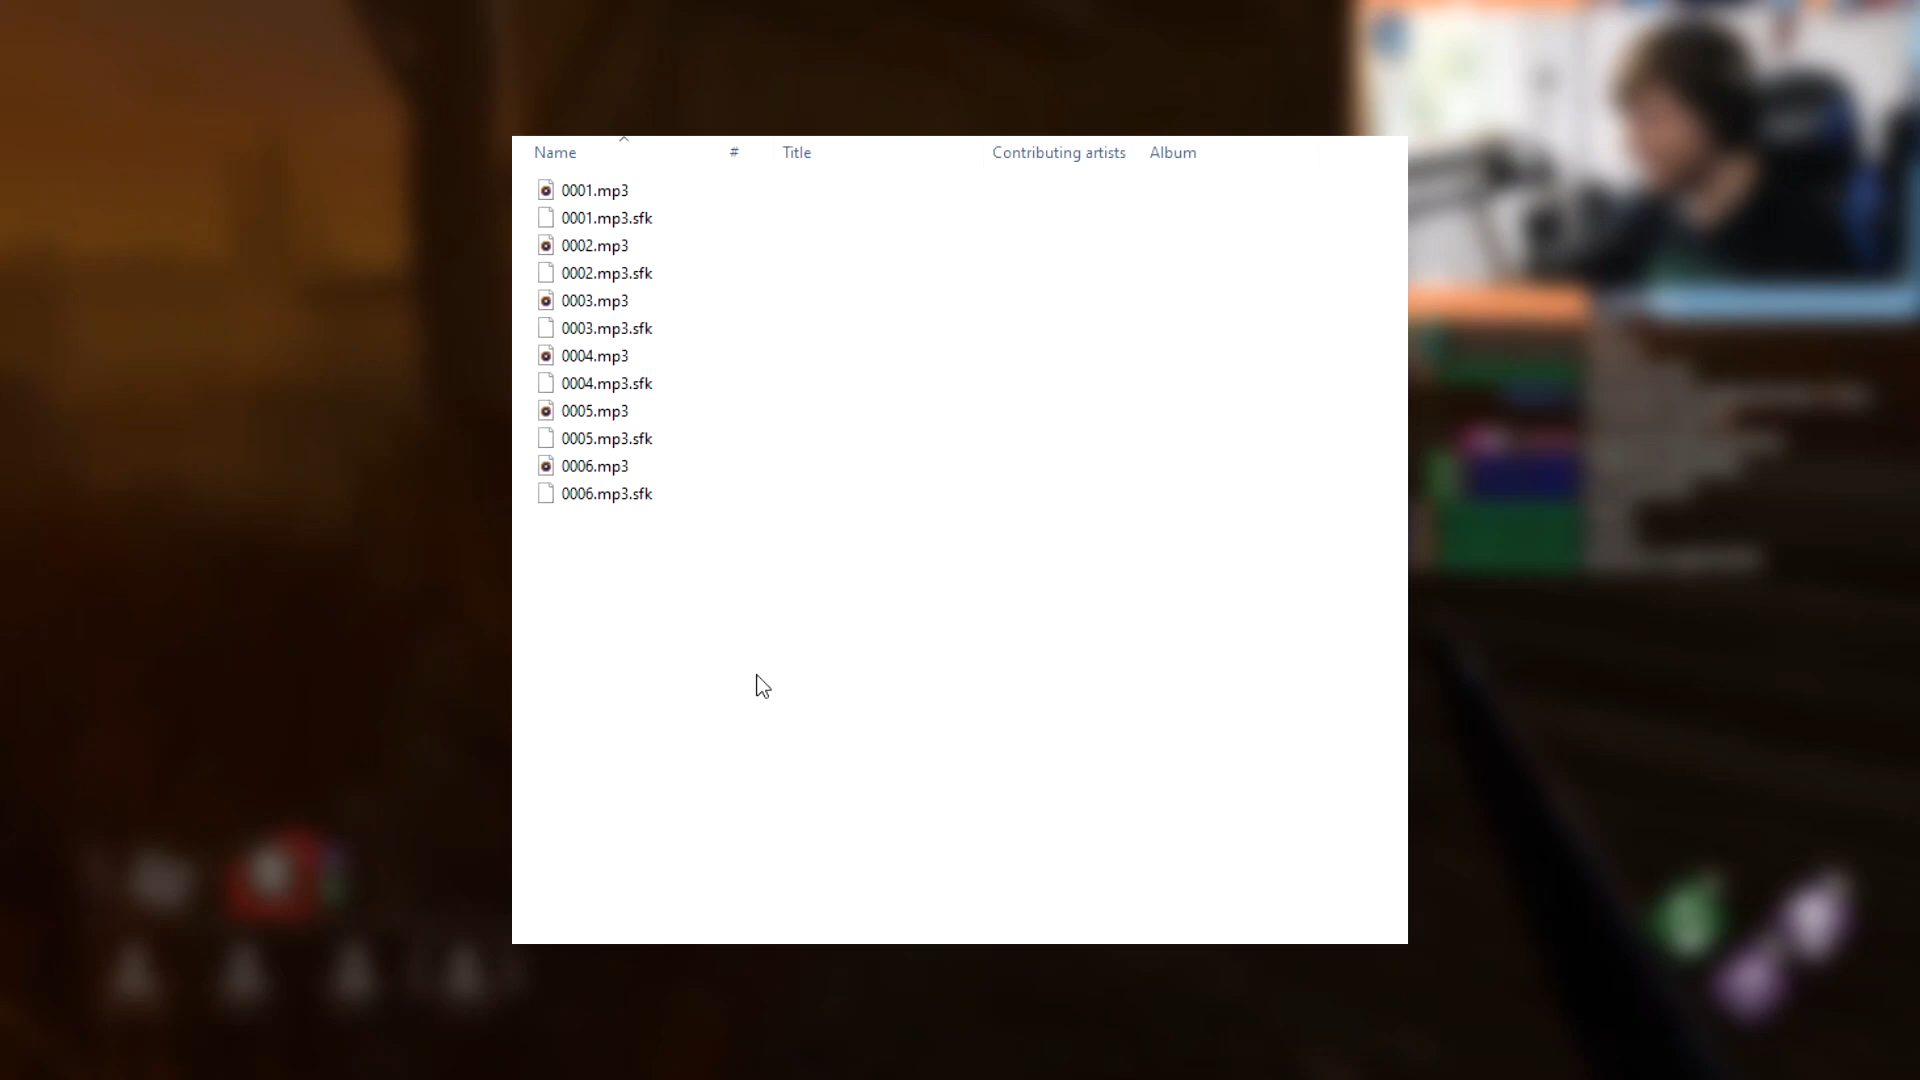 Name # Title Contributing artists Album
0001.mp3
0001.mp3.sfk
0002.mp3
0002.mp3.sfk
0003.mp3
0003.mp3.sfk
0004.mp3
0004.mp3.sfk
0005.mp3
0005.mp3.sfk
0006.mp3
0006.mp3.sfk